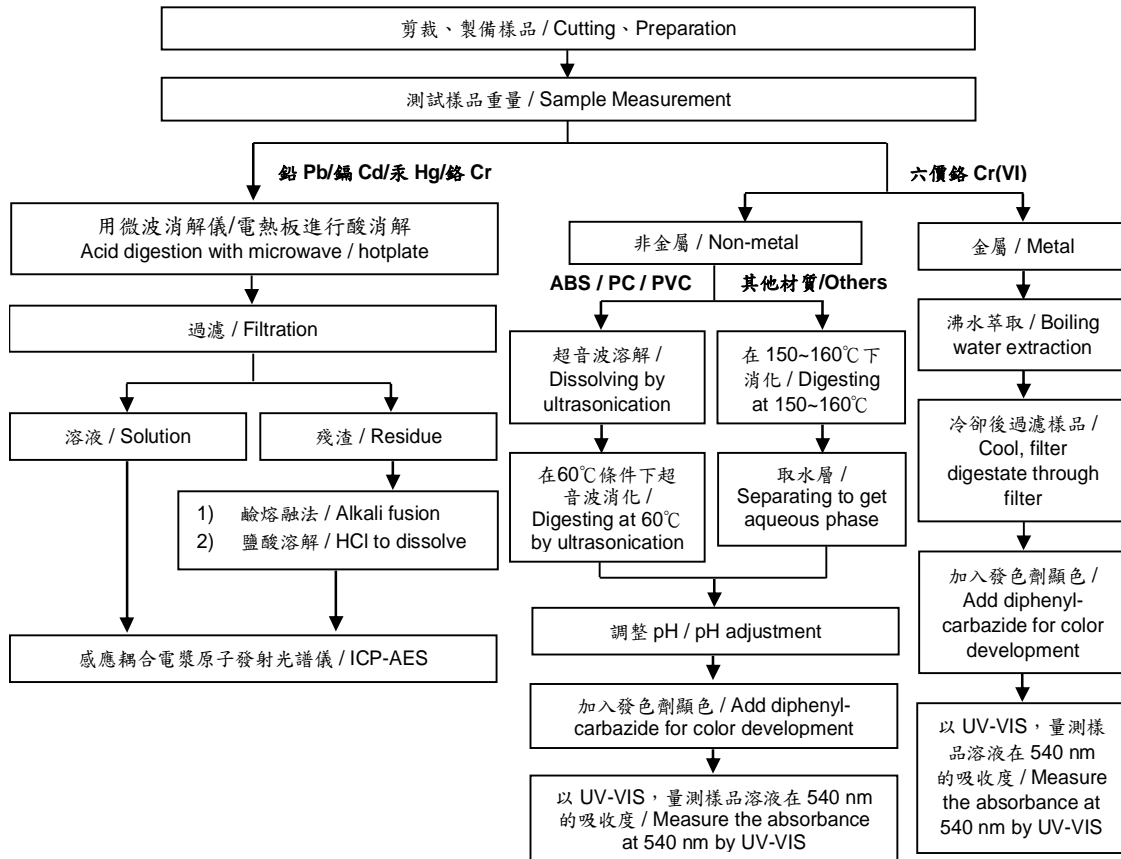 剪裁、製備樣品 / Cutting、Preparation
測試樣品重量 / Sample Measurement
鉛 Pb/鎘 Cd/汞 Hg/鉻 Cr
六價鉻 Cr(VI)
用微波消解儀/電熱板進行酸消解
Acid digestion with microwave / hotplate
過濾 / Filtration
溶液 / Solution
殘渣 / Residue
1) 鹼熔融法 / Alkali fusion
2) 鹽酸溶解 / HCl to dissolve
感應耦合電漿原子發射光譜儀 / ICP-AES
非金屬 / Non-metal
ABS / PC / PVC
其他材質/Others
超音波溶解 /
Dissolving by
ultrasonication
在60℃條件下超
音波消化 /
Digesting at 60℃
by ultrasonication
在 150~160℃下
消化 / Digesting
at 150~160℃
取水層 /
Separating to get
aqueous phase
調整 pH / pH adjustment
加入發色劑顯色 / Add diphenyl-
carbazide for color development
以 UV-VIS，量測樣品溶液在 540 nm
的吸收度 / Measure the absorbance
at 540 nm by UV-VIS
金屬 / Metal
沸水萃取 / Boiling
water extraction
冷卻後過濾樣品 /
Cool, filter
digestate through
filter
加入發色劑顯色 /
Add diphenyl-
carbazide for color
development
以 UV-VIS，量測樣
品溶液在 540 nm
的吸收度 / Measure
the absorbance at
540 nm by UV-VIS